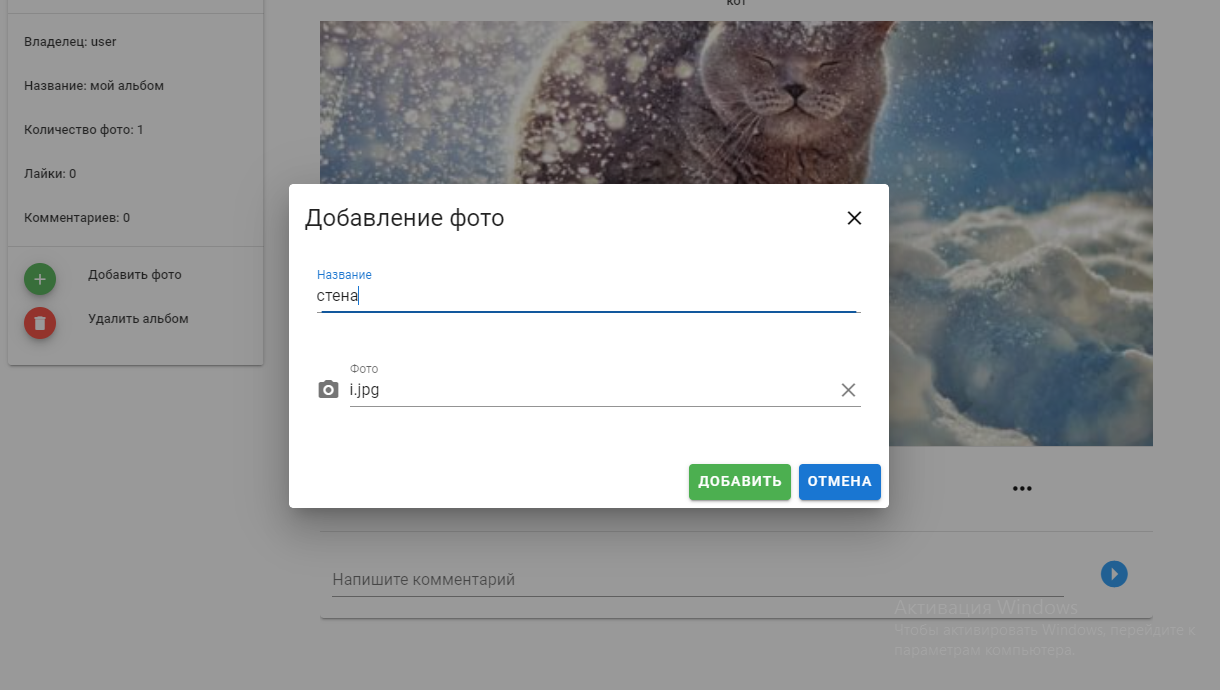 кот
Владелец: user
Название: мой альбом
Количество фото: 1
Лайки: 0
Комментариев: 0
Добавить фото
Удалить альбом
Добавление фото
Название
стена
Фото
i.jpg
ДОБАВИТЬ
ОТМЕНА
Напишите комментарий
Активация Windows
Чтобы активировать Windows, перейдите к
параметрам компьютера.